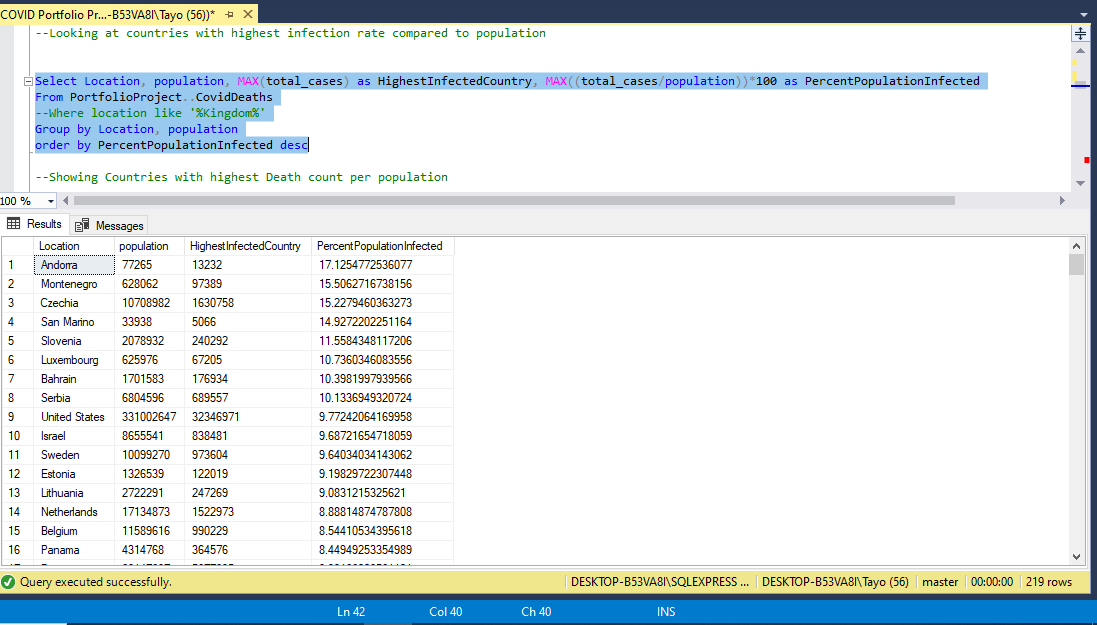 COVID Portfolio Pr...-B53VA8I\Tayo (56))*
--Looking at countries with highest infection rate compared to population
Select Location, population, MAX(total_cases) as HighestInfectedCountry, MAX((total_cases/population))*100 as PercentPopulationInfected
From PortfolioProject..CovidDeaths
--Where location like '%Kingdom%'
Group by Location, population
order by PercentPopulationInfected desc
--Showing Countries with highest Death count per population
100 %
Results Messages
Location population HighestInfectedCountry PercentPopulationInfected
1 Andorra 77265 13232 17.1254772536077
2 Montenegro 628062 97389 15.5062716738156
3 Czechia 10708982 1630758 15.2279460363273
4 San Marino 33938 5066 14.9272202251164
5 Slovenia 2078932 240292 11.5584348117206
6 Luxembourg 625976 67205 10.7360346083556
7 Bahrain 1701583 176934 10.3981997939566
8 Serbia 6804596 689557 10.1336949320724
9 United States 331002647 32346971 9.77242064169958
10 Israel 8655541 838481 9.68721654718059
11 Sweden 10099270 973604 9.64034034143062
12 Estonia 1326539 122019 9.19829722307448
13 Lithuania 2722291 247269 9.0831215325621
14 Netherlands 17134873 1522973 8.88814874787808
15 Belgium 11589616 990229 8.54410534395618
16 Panama 4314768 364576 8.44949253354989
Query executed successfully. DESKTOP-B53VA8I\SQLEXPRESS ... DESKTOP-B53VA8I\Tayo (56) master 00:00:00 219 rows
Ln 42 Col 40 Ch 40 INS